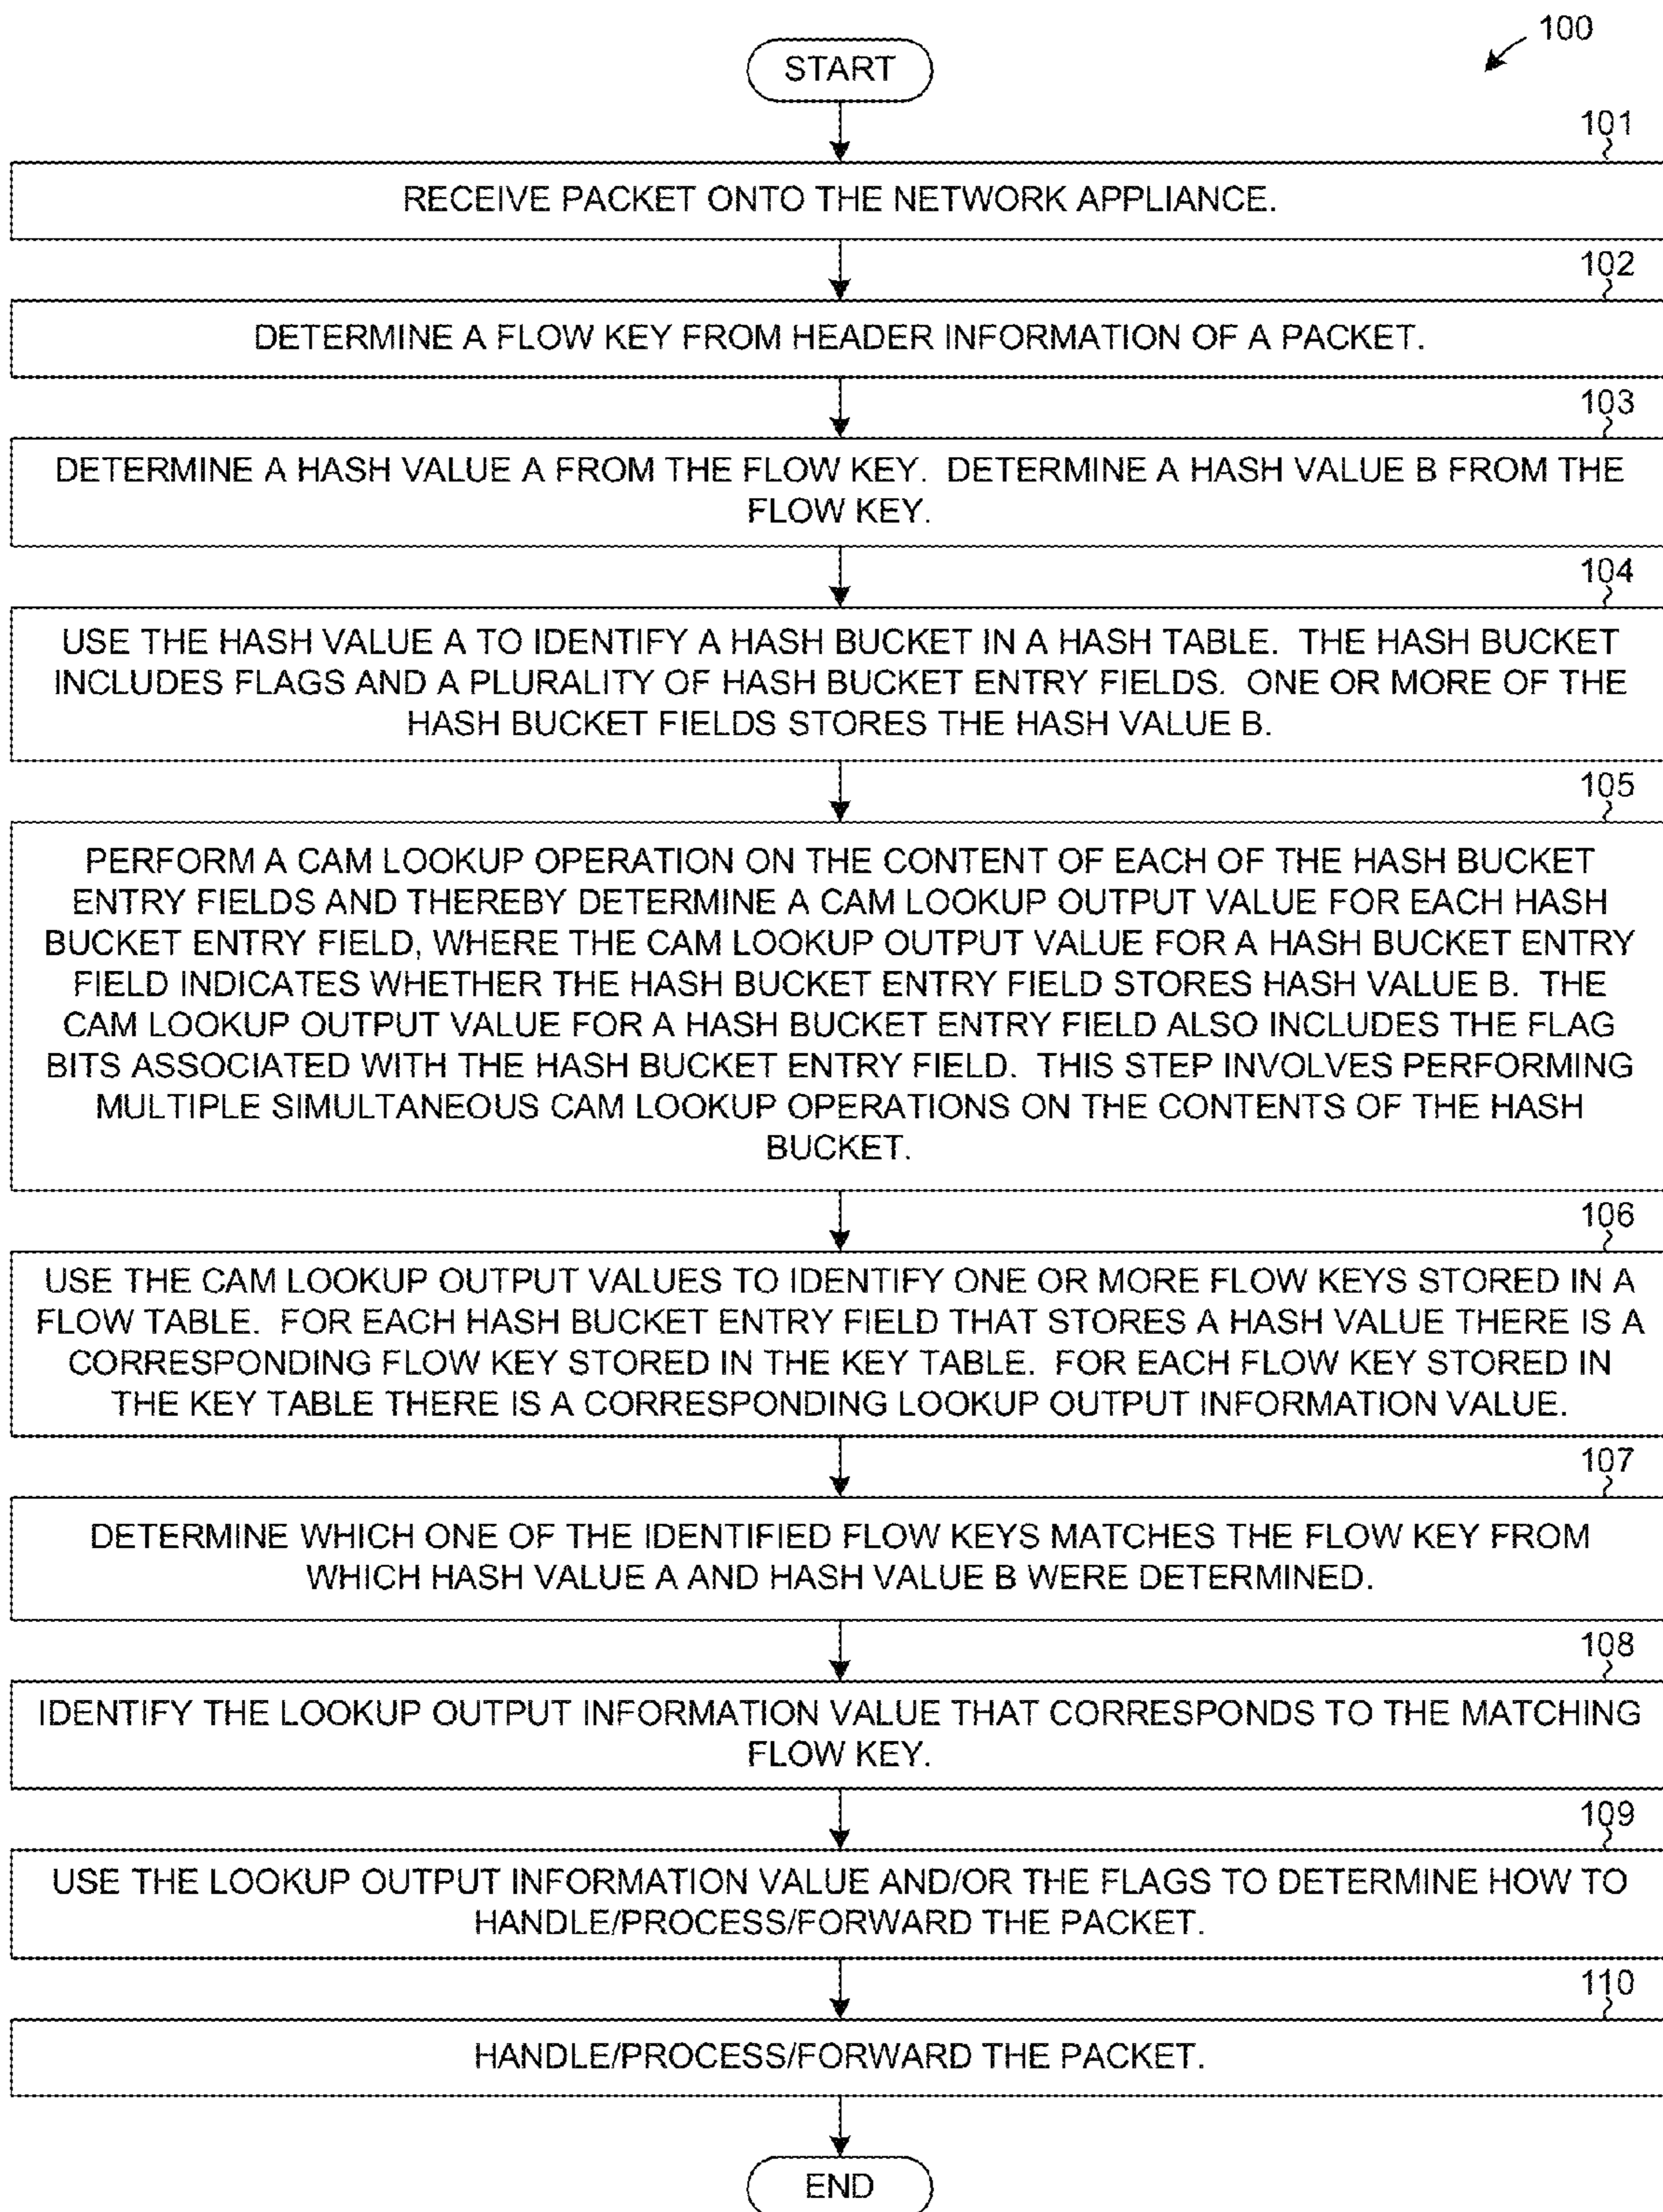 100
START
101
RECEIVE PACKET ONTO THE NETWORK APPLIANCE.
102
DETERMINE A FLOW KEY FROM HEADER INFORMATION OF A PACKET.
103
DETERMINE A HASH VALUE A FROM THE FLOW KEY. DETERMINE A HASH VALUE B FROM THE
FLOW KEY.
104
USE THE HASH VALUE A TO IDENTIFY A HASH BUCKET IN A HASH TABLE. THE HASH BUCKET
INCLUDES FLAGS AND A PLURALITY OF HASH BUCKET ENTRY FIELDS. ONE OR MORE OF THE
HASH BUCKET FIELDS STORES THE HASH VALUE B.
105
PERFORM A CAM LOOKUP OPERATION ON THE CONTENT OF EACH OF THE HASH BUCKET
ENTRY FIELDS AND THEREBY DETERMINE A CAM LOOKUP OUTPUT VALUE FOR EACH HASH
BUCKET ENTRY FIELD, WHERE THE CAM LOOKUP OUTPUT VALUE FOR A HASH BUCKET ENTRY
FIELD INDICATES WHETHER THE HASH BUCKET ENTRY FIELD STORES HASH VALUE B. THE
CAM LOOKUP OUTPUT VALUE FOR A HASH BUCKET ENTRY FIELD ALSO INCLUDES THE FLAG
BITS ASSOCIATED WITH THE HASH BUCKET ENTRY FIELD. THIS STEP INVOLVES PERFORMING
MULTIPLE SIMULTANEOUS CAM LOOKUP OPERATIONS ON THE CONTENTS OF THE HASH
BUCKET.
106
USE THE CAM LOOKUP OUTPUT VALUES TO IDENTIFY ONE OR MORE FLOW KEYS STORED IN A
FLOW TABLE. FOR EACH HASH BUCKET ENTRY FIELD THAT STORES A HASH VALUE THERE IS A
CORRESPONDING FLOW KEY STORED IN THE KEY TABLE. FOR EACH FLOW KEY STORED IN
THE KEY TABLE THERE IS A CORRESPONDING LOOKUP OUTPUT INFORMATION VALUE.
107
DETERMINE WHICH ONE OF THE IDENTIFIED FLOW KEYS MATCHES THE FLOW KEY FROM
WHICH HASH VALUE A AND HASH VALUE B WERE DETERMINED.
108
IDENTIFY THE LOOKUP OUTPUT INFORMATION VALUE THAT CORRESPONDS TO THE MATCHING
FLOW KEY.
109
USE THE LOOKUP OUTPUT INFORMATION VALUE AND/OR THE FLAGS TO DETERMINE HOW TO
HANDLE/PROCESS/FORWARD THE PACKET.
110
HANDLE/PROCESS/FORWARD THE PACKET.
END